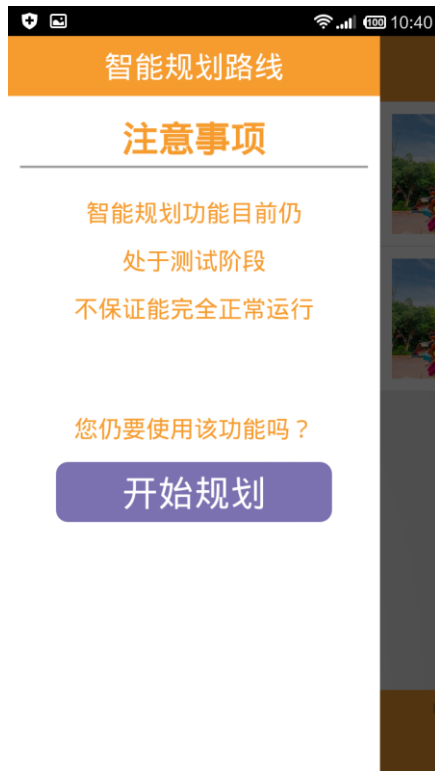 100 10:40
智能规划路线
注意事项
智能规划功能目前仍
处于测试阶段
不保证能完全正常运行
您仍要使用该功能吗？
开始规划